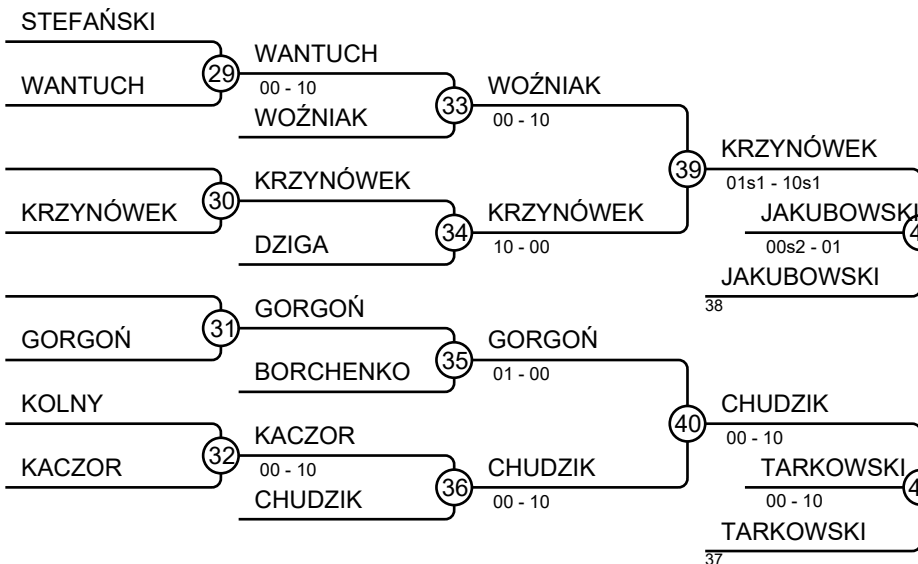 STEFAŃSKI
29
WANTUCH
WANTUCH
00 - 10
33
WOŹNIAK
WOŹNIAK
00 - 10
39
KRZYNÓWEK
01s1 - 10s1
30
KRZYNÓWEK
KRZYNÓWEK
34
DZIGA
KRZYNÓWEK
10 - 00
JAKUBOWSKI
00s2 - 01
JAKUBOWSKI
38
31
GORGOŃ
GORGOŃ
35
BORCHENKO
GORGOŃ
01 - 00
40
CHUDZIK
00 - 10
KOLNY
32
KACZOR
KACZOR
00 - 10
36
CHUDZIK
CHUDZIK
00 - 10
TARKOWSKI
00 - 10
TARKOWSKI
37